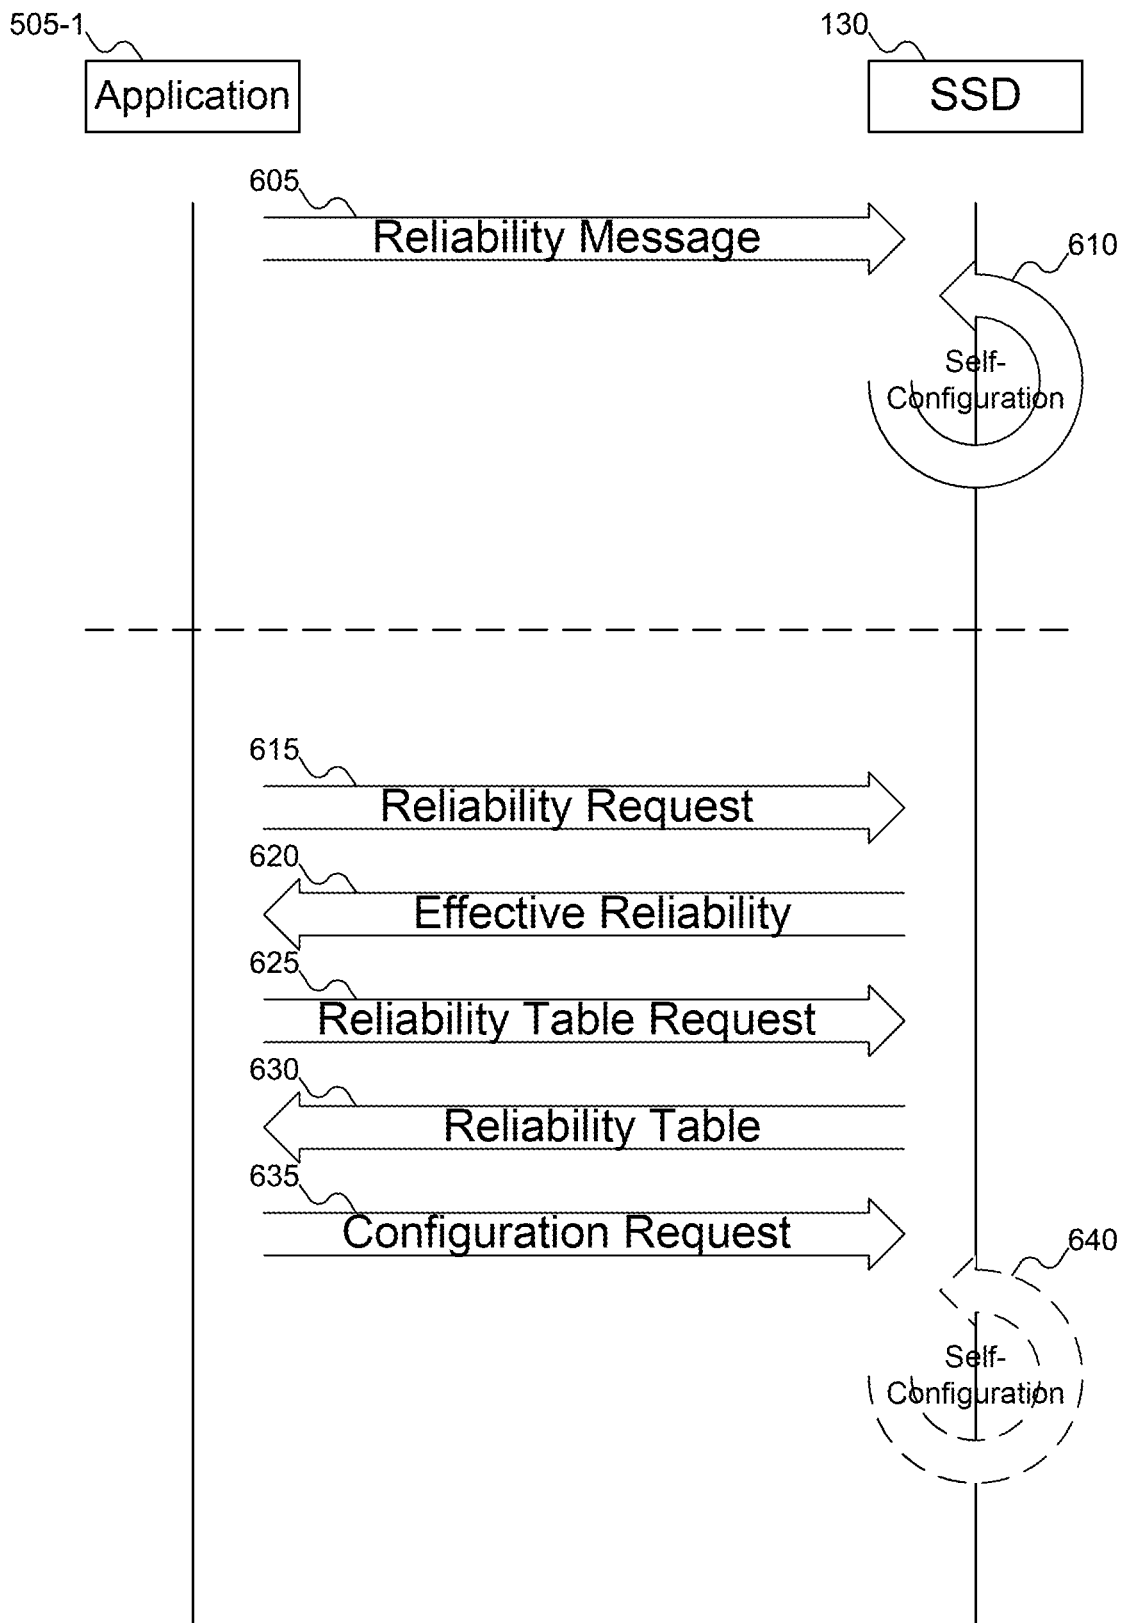 505-1
130
Application
SSD
605
Reliability Message
610
Self-
Configuration
615
Reliability Request
620
Effective Reliability
625
Reliability Table Request
630
Reliability Table
635
Configuration Request
640
Self-
Configuration